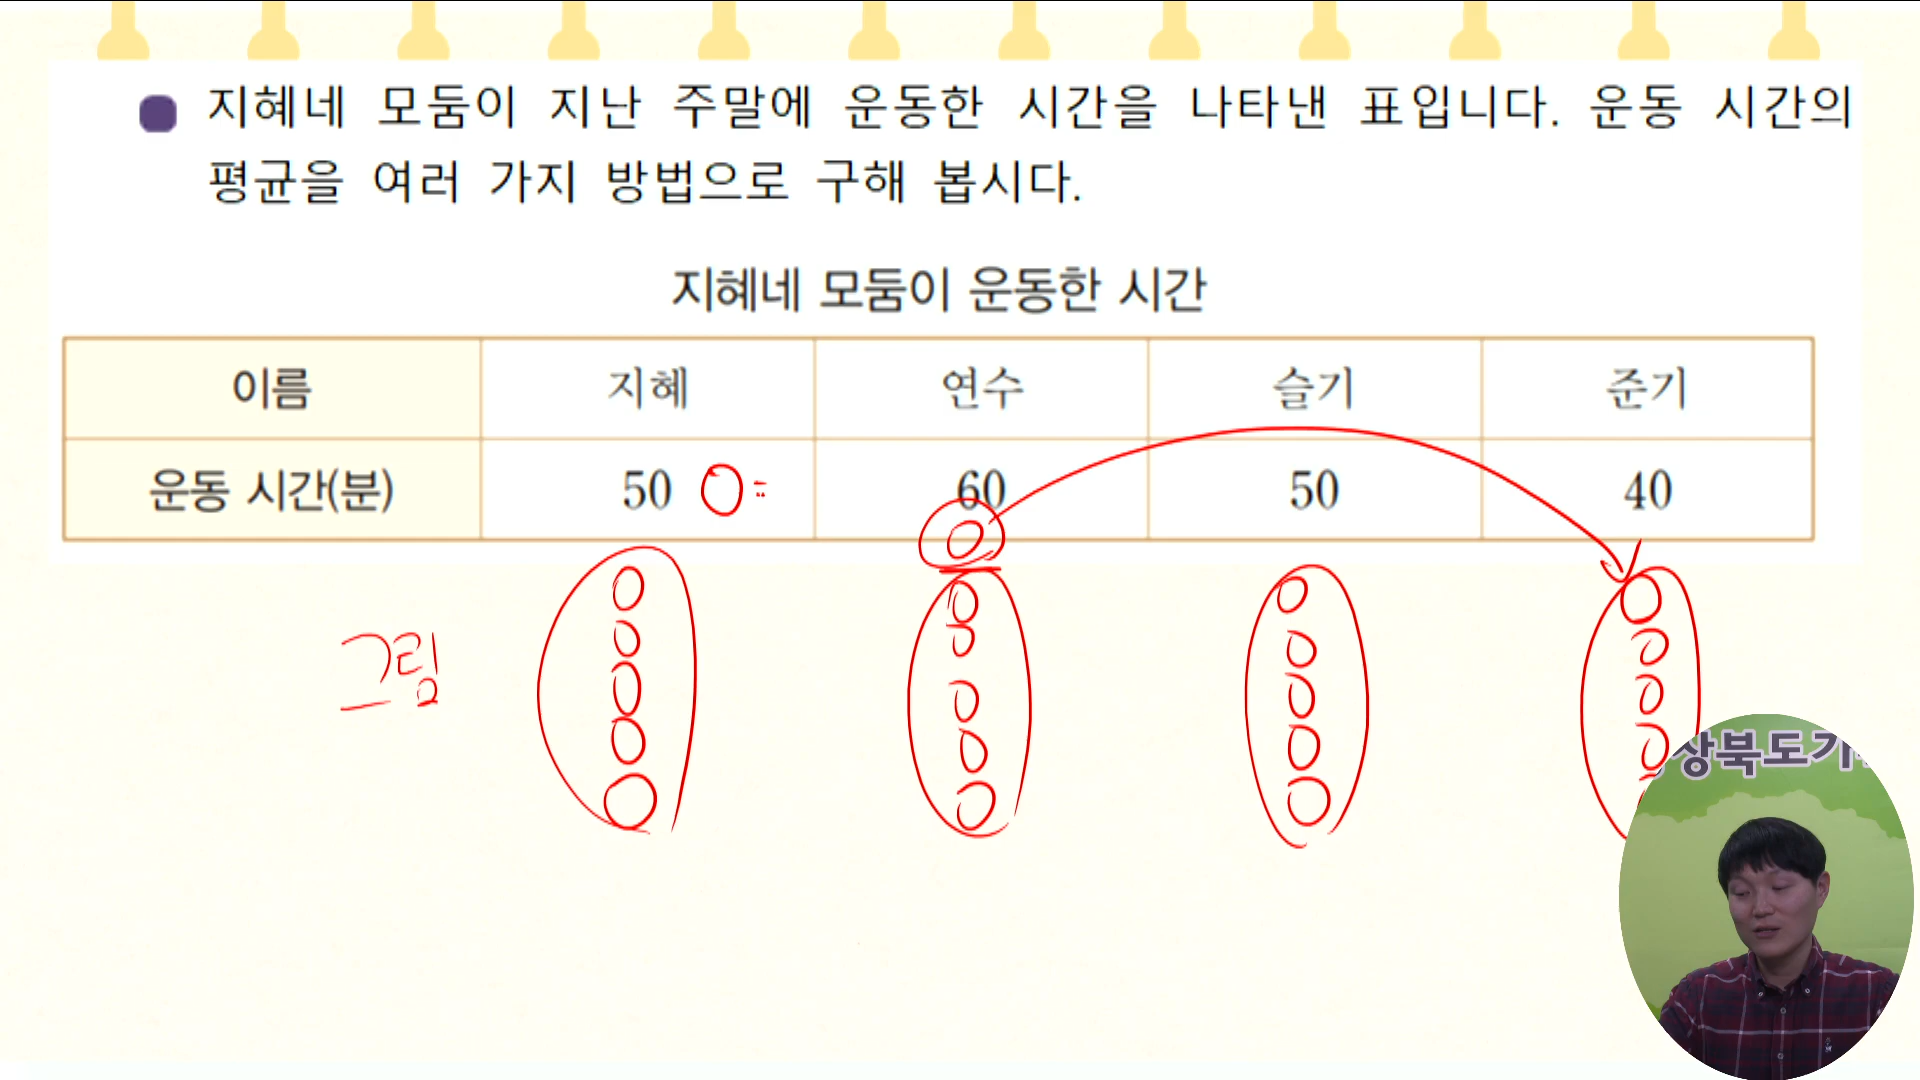 지혜네 모둠이 지난 주말에 운동한 시간을 나타낸 표입니다. 운동 시간의
평균을 여러 가지 방법으로 구해 봅시다.
지혜네 모둠이 운동한 시간
이름 지혜 연수 슬기 준기
운동 시간(분) 50 60 50 40
그림
상북도가